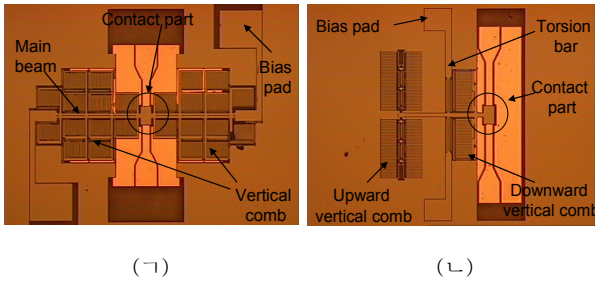 Contact part
Main
beam
Bias
pad
Vertical
comb
Bias pad
Torsion
bar
Contact
part
Upward
vertical comb
Downward
vertical comb
(ㄱ)
(ㄴ)